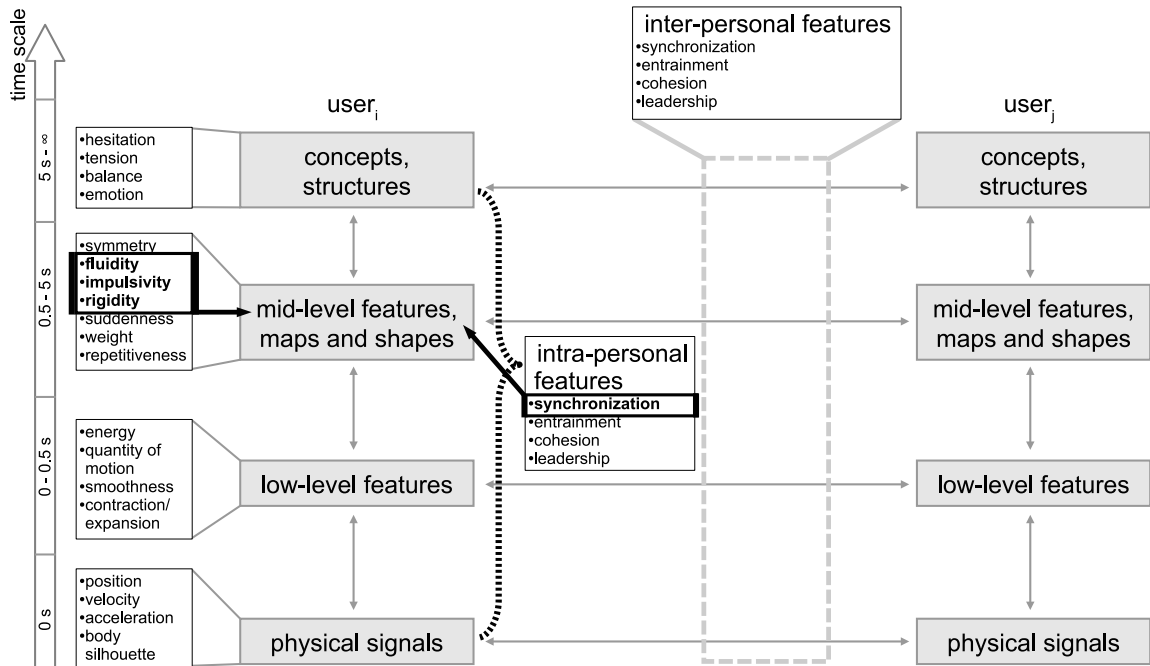 time scale
5 s - ∞
0.5 - 5 s
0 - 0.5 s
0 s
inter-personal features
•synchronization
•entrainment
•cohesion
•leadership
user i
user j
•hesitation
•tension
•balance
•emotion
concepts,
structures
concepts,
structures
•symmetry
•fluidity
•impulsivity
•rigidity
•suddenness
•weight
•repetitiveness
mid-level features,
maps and shapes
mid-level features,
maps and shapes
intra-personal
features
•synchronization
•entrainment
•cohesion
•leadership
•energy
•quantity of
motion
•smoothness
•contraction/
expansion
low-level features
low-level features
•position
•velocity
•acceleration
•body
silhouette
physical signals
physical signals